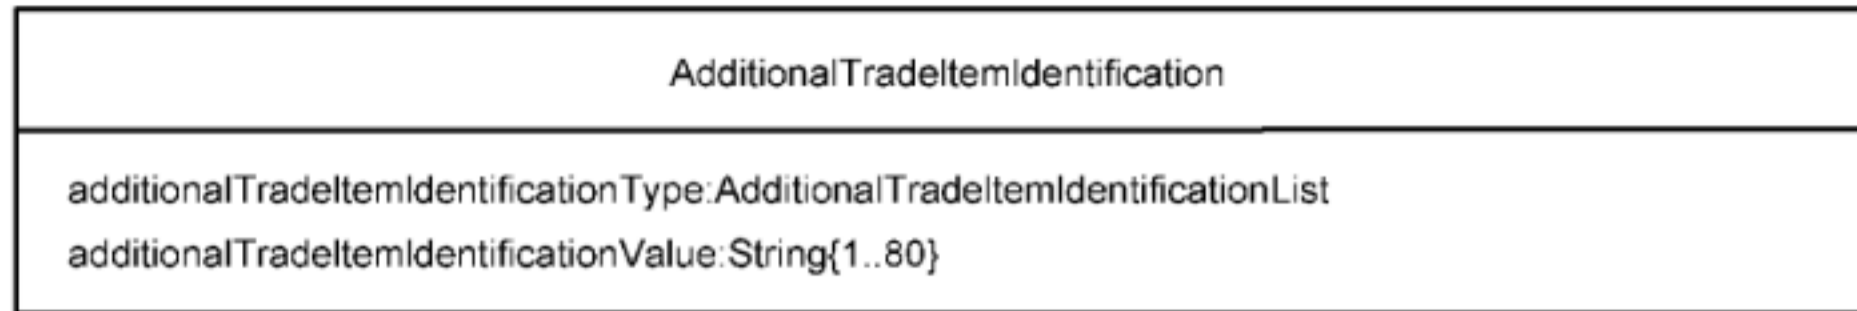 AdditionalTradeItemIdentification
additionalTradeItemIdentificationType:AdditionalTradeItemIdentificationList
additionalTradeItemIdentificationValue:String{1..80}